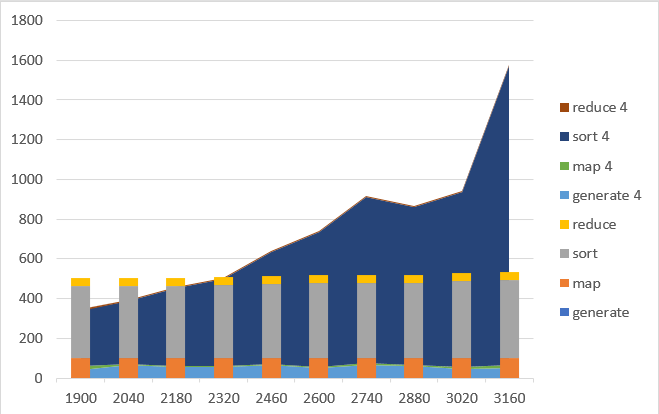 1800
1600
1400
1200
1000
800
600
400
200
0
1900 2040 2180 2320 2460 2600 2740 2880 3020 3160
reduce 4
sort 4
map 4
generate 4
reduce
sort
map
generate